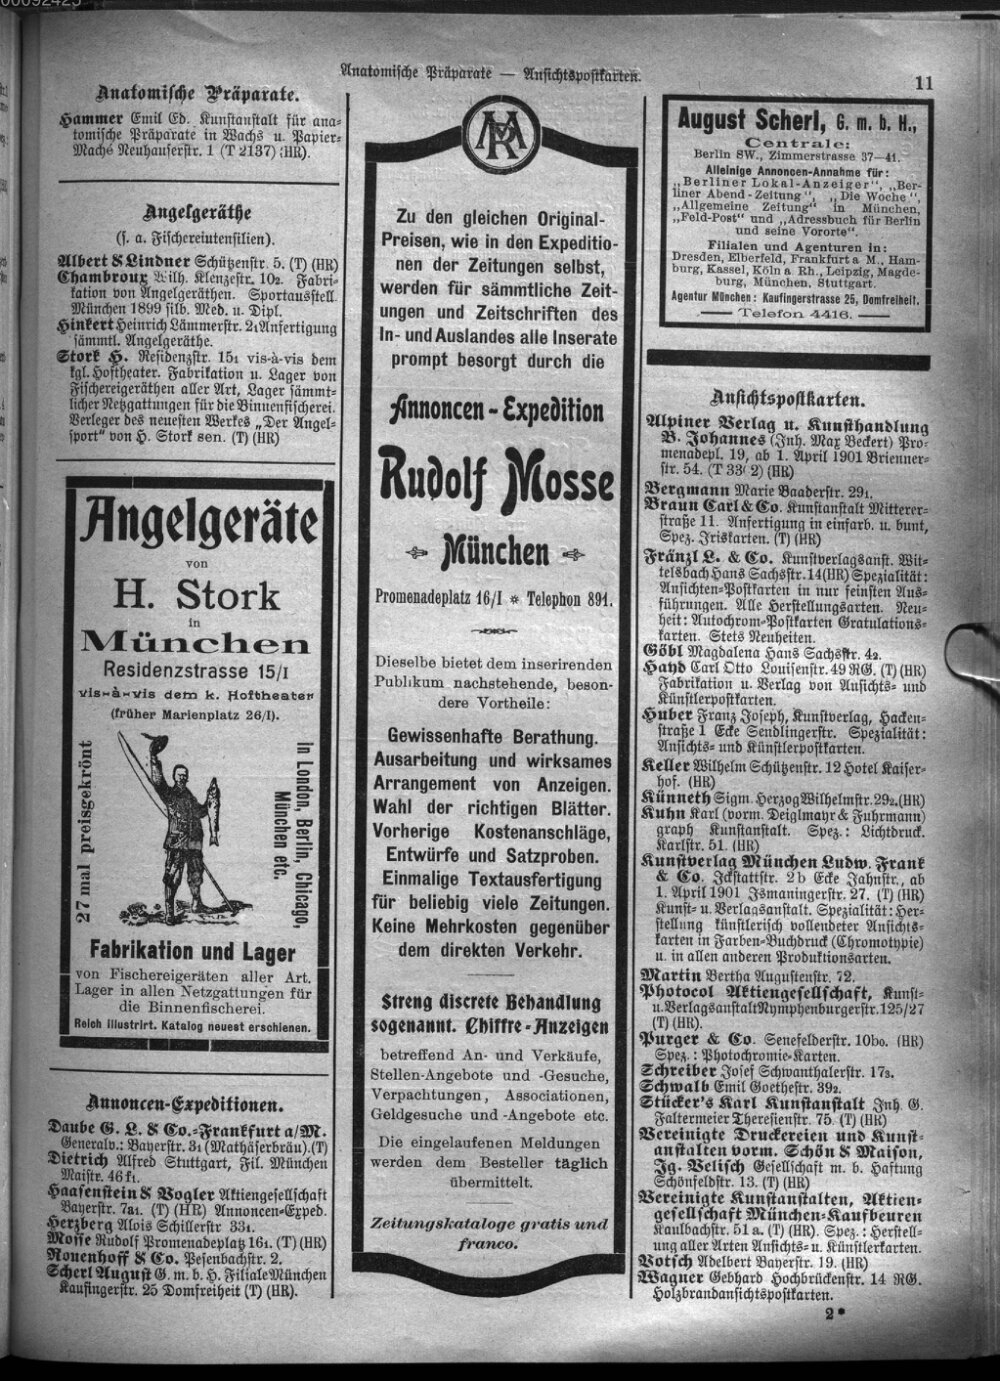 Anatomische Präparate — Ansichtspostkarten.
11
Anatomische Präparate.
Hammer Emil Ed. Kunstanstalt für ana-
tomische Präparate in Wachs u. Papier-
Maché Neuhauserstr. 1 (T 2137) (HR).
Angelgeräthe
(s. a. Fischereiutensilien).
Albert & Lindner Schützenstr. 5. (T) (HR)
Chambroux Wilh. Klenzestr. 102. Fabri-
kation von Angelgeräthen. Sportausstell.
München 1899 silb. Med. u. Dipl.
Hinkert Heinrich Lämmerstr. 21 Anfertigung
sämmtl. Angelgeräthe.
Stork H. Residenzstr. 151 vis-à-vis dem
kgl. Hoftheater. Fabrikation u. Lager von
Fischereigeräthen aller Art, Lager sämmt-
licher Netzgattungen für die Binnenfischerei.
Verleger des neuesten Werkes „Der Angel-
sport" von H. Stork sen. (T) (HR)
Angelgeräte
von
H. Stork
in
München
Residenzstrasse 15/I
vis-à-vis dem k. Hoftheater
(früher Marienplatz 26/I).
27 mal preisgekrönt
in London, Berlin, Chicago,
München etc.
Fabrikation und Lager
von Fischereigeräten aller Art.
Lager in allen Netzgattungen für
die Binnenfischerei.
Reich illustrirt. Katalog neuest erschienen.
Annoncen-Expeditionen.
Daube G. L. & Co.-Frankfurt a/M.
Generalv.: Bayerstr. 31 (Mathäserbräu).(T)
Dietrich Alfred Stuttgart, Fil. München
Maistr. 46 f1.
Haasenstein & Vogler Aktiengesellschaft
Bayerstr. 7a1. (T) (HR) Annoncen-Exped.
Herzberg Alois Schillerstr 331.
Mosse Rudolf Promenadeplatz 161. (T) (HR)
Rouenhoff & Co. Pesenbachstr. 2.
Scherl August G. m. b. H. Filiale München
Kaufingerstr. 25 Domfreiheit (T) (HR).
MR
Zu den gleichen Original-
Preisen, wie in den Expeditio-
nen der Zeitungen selbst,
werden für sämmtliche Zeit-
ungen und Zeitschriften des
In- und Auslandes alle Inserate
prompt besorgt durch die
Annoncen-Expedition
Rudolf Mosse
München
Promenadeplatz 16/I * Telephon 891.
Dieselbe bietet dem inserirenden
Publikum nachstehende, beson-
dere Vortheile:
Gewissenhafte Berathung.
Ausarbeitung und wirksames
Arrangement von Anzeigen.
Wahl der richtigen Blätter.
Vorherige Kostenanschläge,
Entwürfe und Satzproben.
Einmalige Textausfertigung
für beliebig viele Zeitungen.
Keine Mehrkosten gegenüber
dem direkten Verkehr.
Streng discrete Behandlung
sogenannt. Chiffre-Anzeigen
betreffend An- und Verkäufe,
Stellen-Angebote und -Gesuche,
Verpachtungen, Associationen,
Geldgesuche und -Angebote etc.
Die eingelaufenen Meldungen
werden dem Besteller täglich
übermittelt.
Zeitungskataloge gratis und
franco.
August Scherl, G. m. b. H.,
Centrale:
Berlin SW., Zimmerstrasse 37—41.
Alleinige Annoncen-Annahme für:
„Berliner Lokal-Anzeiger", „Ber-
liner Abend-Zeitung", „Die Woche",
„Allgemeine Zeitung" in München,
„Feld-Post" und „Adressbuch für Berlin
und seine Vororte".
Filialen und Agenturen in:
Dresden, Elberfeld, Frankfurt a M., Ham-
burg, Kassel, Köln a Rh., Leipzig, Magde-
burg, München, Stuttgart.
Agentur München: Kaufingerstrasse 25, Domfreiheit.
Telefon 4416.
Ansichtspostkarten.
Alpiner Verlag u. Kunsthandlung
B. Johannes (Inh. Max Beckert) Pro-
menadepl. 19, ab 1. April 1901 Brienner-
str. 54. (HR)
Bergmann Marie Baaderstr. 291.
Braun Carl & Co. Kunstanstalt Mitterer-
straße 11. Anfertigung in einfarb. u. bunt,
Spez. Iriskarten. (T) (HR)
Fränzl L. & Co. Kunstverlagsanst. Wit-
telsbach Hans Sachsstr. 14 (HR) Spezialität:
Ansichten-Postkarten in nur feinsten Aus-
führungen. Alle Herstellungsarten. Neu-
heit: Autochrom-Postkarten Gratulations-
karten. Stets Neuheiten.
Göbl Magdalena Hans Sachsstr. 42.
Hayd Carl Otto Louisenstr. 49 RG. (T) (HR)
Fabrikation u. Verlag von Ansichts- und
Künstlerpostkarten.
Huber Franz Joseph, Kunstverlag, Hacken-
straße 1 Ecke Sendlingerstr. Spezialität:
Ansichts- und Künstlerpostkarten.
Keller Wilhelm Schützenstr. 12 Hotel Kaiser-
hof. (HR)
Künneth Sigm. Herzog Wilhelmstr. 292. (HR)
Kuhn Karl (vorm. Deiglmayr & Fuhrmann)
graph Kunstanstalt. Spez.: Lichtdruck.
Karlstr. 51. (HR)
Kunstverlag München Ludw. Frank
& Co. Ickstattstr. 2b Ecke Jahnstr., ab
1. April 1901 Ismaningerstr. 27. (T) (HR)
Kunst- u. Verlagsanstalt. Spezialität: Her-
stellung künstlerisch vollendeter Ansichts-
karten in Farben-Buchdruck (Chromotypie)
u. in allen anderen Produktionsarten.
Martin Bertha Augustenstr. 72.
Photocol Aktiengesellschaft, Kunst-
u. Verlagsanstalt Nymphenburgerstr. 125/27
(T) (HR).
Purger & Co. Senefelderstr. 10b0. (HR)
Spez.: Photochromie-Karten.
Schreiber Josef Schwanthalerstr. 173.
Schwalb Emil Goethestr. 392.
Stücker's Karl Kunstanstalt Inh. G.
Faltermeier Theresienstr. 75. (T) (HR)
Vereinigte Druckereien und Kunst-
anstalten vorm. Schön & Maison,
Jg. Velisch Gesellschaft m. b. Haftung
Schönfeldstr. 13. (T) (HR)
Vereinigte Kunstanstalten, Aktien-
gesellschaft München-Kaufbeuren
Kaulbachstr. 51 a. (T) (HR). Spez.: Herstell-
ung aller Arten Ansichts- u. Künstlerkarten.
Votsch Adelbert Bayerstr. 19. (HR)
Wagner Gebhard Hochbrückenstr. 14 RG.
Holzbrandansichtspostkarten.
2*